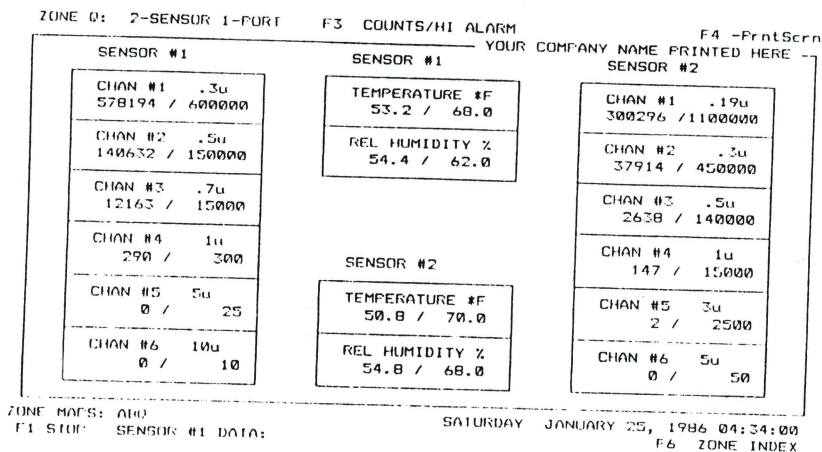 ZONE Q: 2-SENSOR 1-PORT F3 COUNTS/HI ALARM F4 -PrntScrn
YOUR COMPANY NAME PRINTED HERE
SENSOR #1
CHAN #1 .3u
578194 / 600000
CHAN #2 .5u
140632 / 150000
CHAN #3 .7u
12163 / 15000
CHAN #4 1u
290 / 300
CHAN #5 5u
0 / 25
CHAN #6 10u
0 / 10
SENSOR #1
TEMPERATURE *F
53.2 / 68.0
REL HUMIDITY %
54.4 / 62.0
SENSOR #2
TEMPERATURE *F
50.8 / 70.0
REL HUMIDITY %
54.8 / 68.0
SENSOR #2
CHAN #1 .19u
300296 /1100000
CHAN #2 .3u
37914 / 450000
CHAN #3 .5u
2638 / 140000
CHAN #4 1u
147 / 15000
CHAN #5 3u
2 / 2500
CHAN #6 5u
0 / 50
ZONE MAPS: ABQ
SATURDAY JANUARY 25, 1986 04:34:00
F1 STOP SENSOR #1 DATA: F6 ZONE INDEX